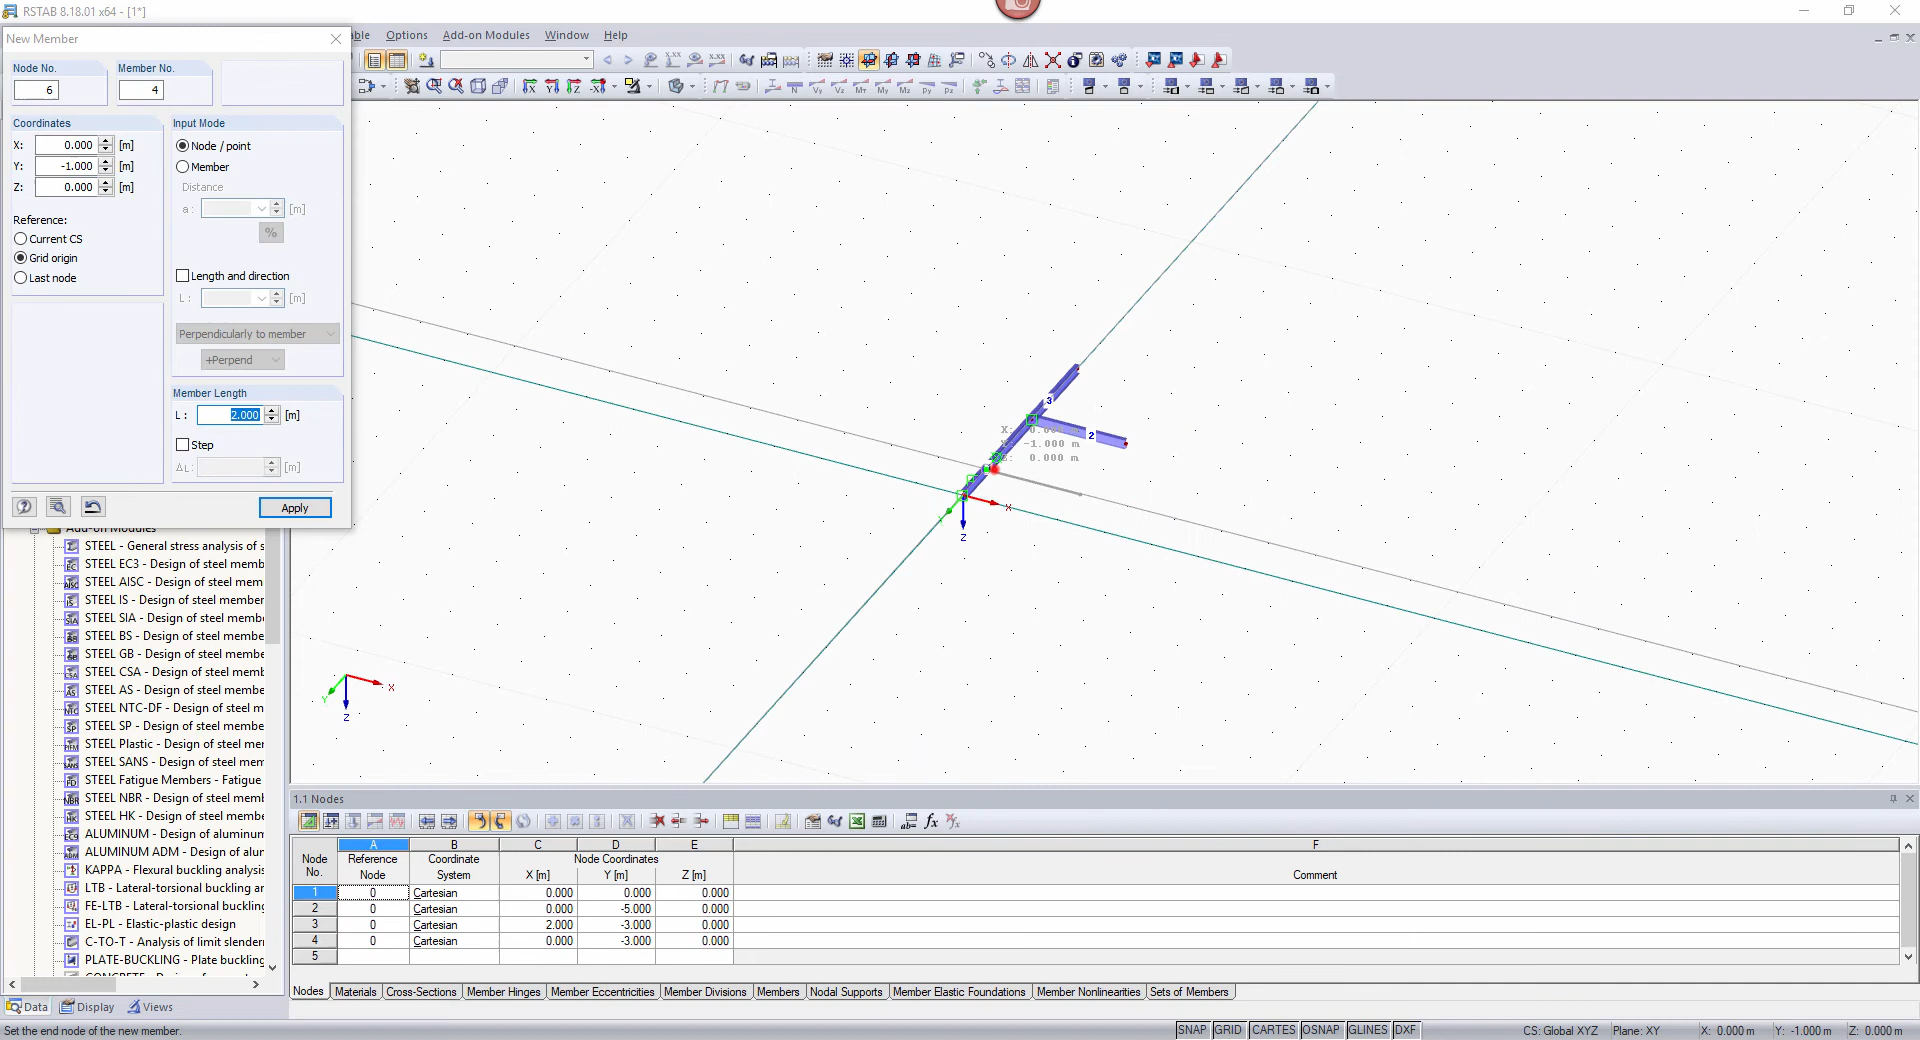 RSTAB 8.18.01 x64 - [1*]
New Member
able Options Add-on Modules Window Help
Node No.
Member No.
6
4
Coordinates
X: 0.000 [m]
Y: -1.000 [m]
Z: 0.000 [m]
Reference:
Current CS
Grid origin
Last node
Input Mode
Node / point
Member
Distance
a: [m]
%
Length and direction
L: [m]
Perpendicularly to member
+Perpend
Member Length
L: 2.000 [m]
Step
ΔL: [m]
Apply
3
2
-1.000 m
0.000 m
X
Z
X
Y
Z
Add-on Modules
STEEL - General stress analysis of s
STEEL EC3 - Design of steel memb
STEEL AISC - Design of steel mem
STEEL IS - Design of steel member
STEEL SIA - Design of steel membe
STEEL BS - Design of steel membe
STEEL GB - Design of steel membe
STEEL CSA - Design of steel memb
STEEL AS - Design of steel membe
STEEL NTC-DF - Design of steel m
STEEL SP - Design of steel membe
STEEL Plastic - Design of steel mer
STEEL SANS - Design of steel mem
STEEL Fatigue Members - Fatigue
STEEL NBR - Design of steel memb
STEEL HK - Design of steel membe
ALUMINUM - Design of aluminum
ALUMINUM ADM - Design of alur
KAPPA - Flexural buckling analysis
LTB - Lateral-torsional buckling ar
FE-LTB - Lateral-torsional buckling
EL-PL - Elastic-plastic design
C-TO-T - Analysis of limit slender
PLATE-BUCKLING - Plate buckling
Data Display Views
1.1 Nodes
A B C D E F
Node No. Reference Node Coordinate System Node Coordinates X [m] Y [m] Z [m] Comment
1 0 Cartesian 0.000 0.000 0.000
2 0 Cartesian 0.000 -5.000 0.000
3 0 Cartesian 2.000 -3.000 0.000
4 0 Cartesian 0.000 -3.000 0.000
5
Nodes Materials Cross-Sections Member Hinges Member Eccentricities Member Divisions Members Nodal Supports Member Elastic Foundations Member Nonlinearities Sets of Members
Set the end node of the new member.
SNAP GRID CARTES OSNAP GLINES DXF CS: Global XYZ Plane: XY X: 0.000 m Y: -1.000 m Z: 0.000 m